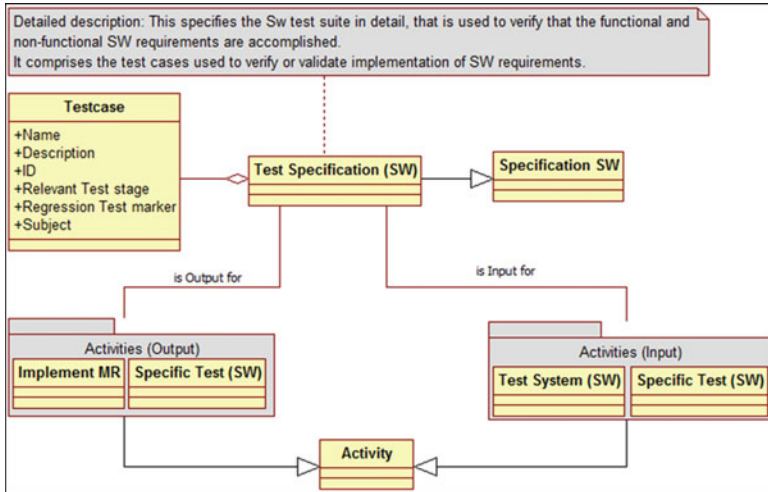 Detailed description: This specifies the Sw test suite in detail, that is used to verify that the functional and
non-functional SW requirements are accomplished.
It comprises the test cases used to verify or validate implementation of SW requirements.
Testcase
+Name
+Description
+ID
+Relevant Test stage
+Regression Test marker
+Subject
Test Specification (SW)
Specification SW
is Output for
is Input for
Activities (Output)
Implement MR
Specific Test (SW)
Activities (Input)
Test System (SW)
Specific Test (SW)
Activity